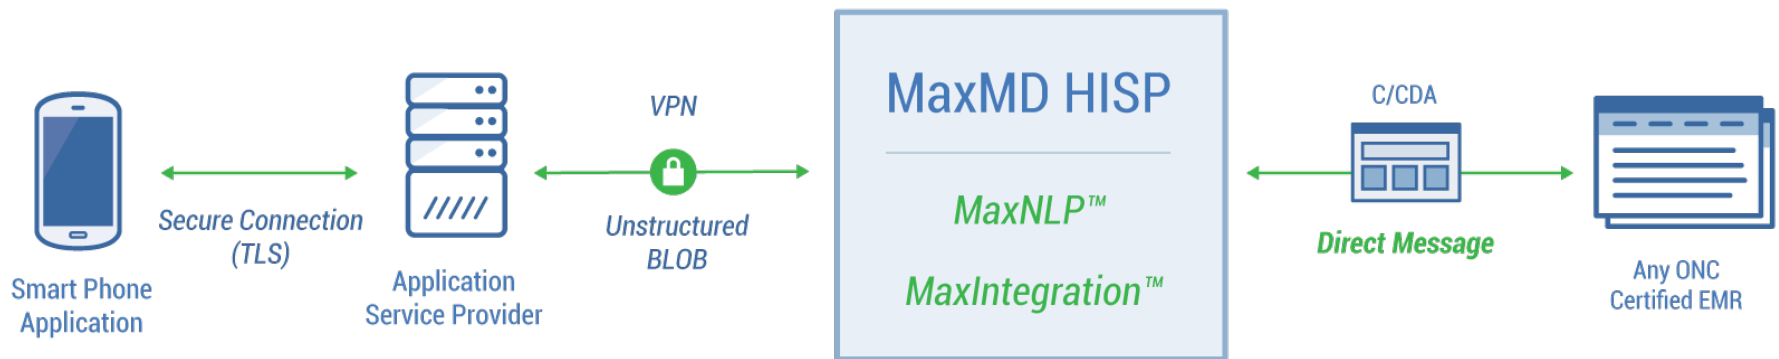 Smart Phone
Application
Secure Connection
(TLS)
Application
Service Provider
VPN
Unstructured
BLOB
MaxMD HISP
MaxNLP™
MaxIntegration™
C/CDA
Direct Message
Any ONC
Certified EMR